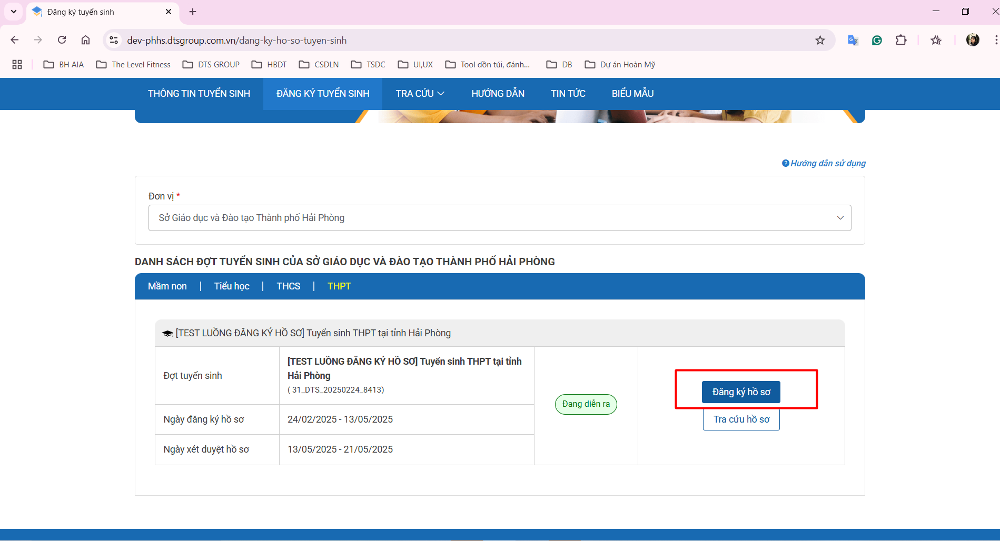 Đăng ký tuyển sinh
dev-phhs.dtsgroup.com.vn/dang-ky-ho-so-tuyen-sinh
BH AIA
The Level Fitness
DTS GROUP
HBDT
CSDLN
TSDC
UI,UX
Tool dồn túi, đánh...
DB
Dự án Hoàn Mỹ
THÔNG TIN TUYỂN SINH
ĐĂNG KÝ TUYỂN SINH
TRA CỨU
HƯỚNG DẪN
TIN TỨC
BIỂU MẪU
Hướng dẫn sử dụng
Đơn vị *
Sở Giáo dục và Đào tạo Thành phố Hải Phòng
DANH SÁCH ĐỢT TUYỂN SINH CỦA SỞ GIÁO DỤC VÀ ĐÀO TẠO THÀNH PHỐ HẢI PHÒNG
Mầm non | Tiểu học | THCS | THPT
[TEST LUỒNG ĐĂNG KÝ HỒ SƠ] Tuyển sinh THPT tại tỉnh Hải Phòng
Đợt tuyển sinh
[TEST LUỒNG ĐĂNG KÝ HỒ SƠ] Tuyển sinh THPT tại tỉnh
Hải Phòng
( 31_DTS_20250224_8413)
Ngày đăng ký hồ sơ
24/02/2025 - 13/05/2025
Ngày xét duyệt hồ sơ
13/05/2025 - 21/05/2025
Đang diễn ra
Đăng ký hồ sơ
Tra cứu hồ sơ